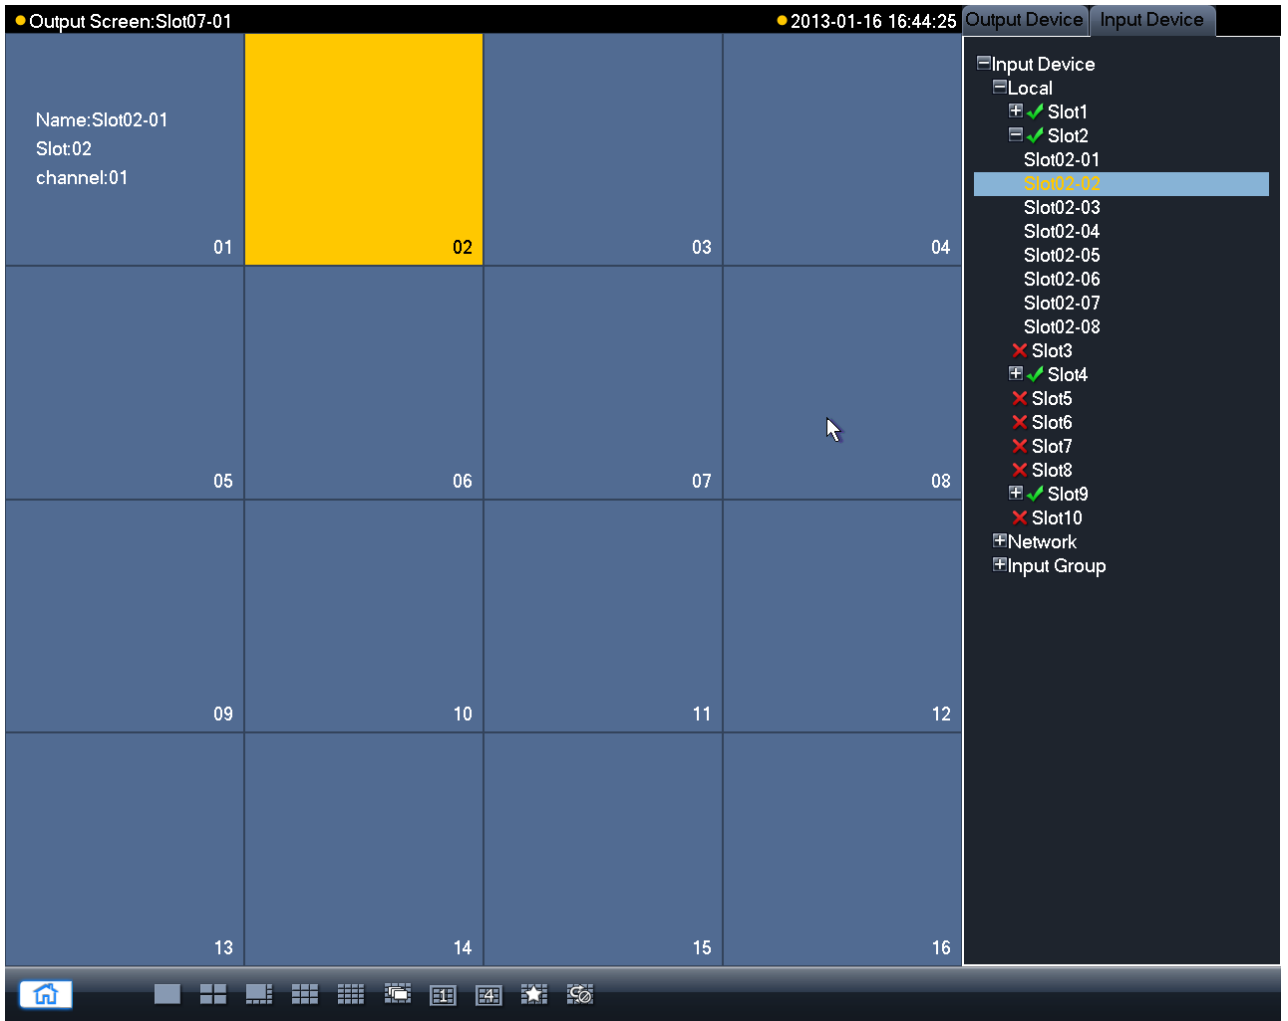 Output Screen:Slot07-01
2013-01-16 16:44:25
Output Device
Input Device
Name:Slot02-01
Slot:02
channel:01
01
02
03
04
05
06
07
08
09
10
11
12
13
14
15
16
Input Device
Local
Slot1
Slot2
Slot02-01
Slot02-02
Slot02-03
Slot02-04
Slot02-05
Slot02-06
Slot02-07
Slot02-08
Slot3
Slot4
Slot5
Slot6
Slot7
Slot8
Slot9
Slot10
Network
Input Group
1
4